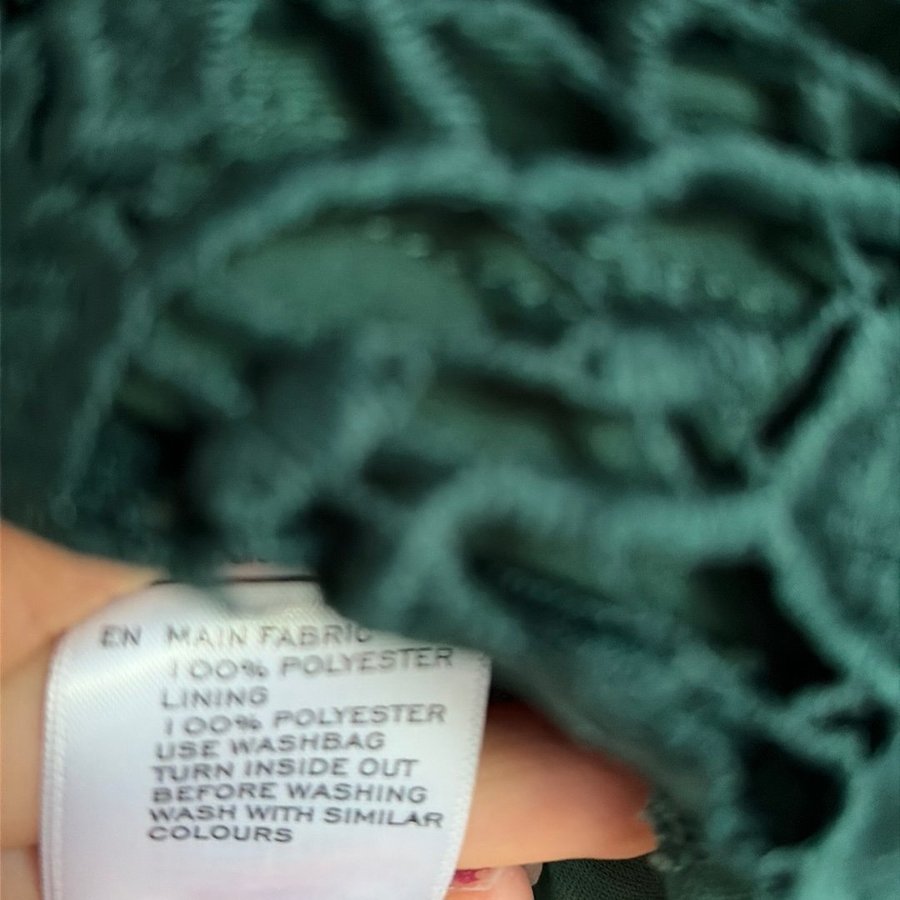 EN MAIN FABRIC
100% POLYESTER
LINING
100% POLYESTER
USE WASHBAG
TURN INSIDE OUT
BEFORE WASHING
WASH WITH SIMILAR
COLOURS